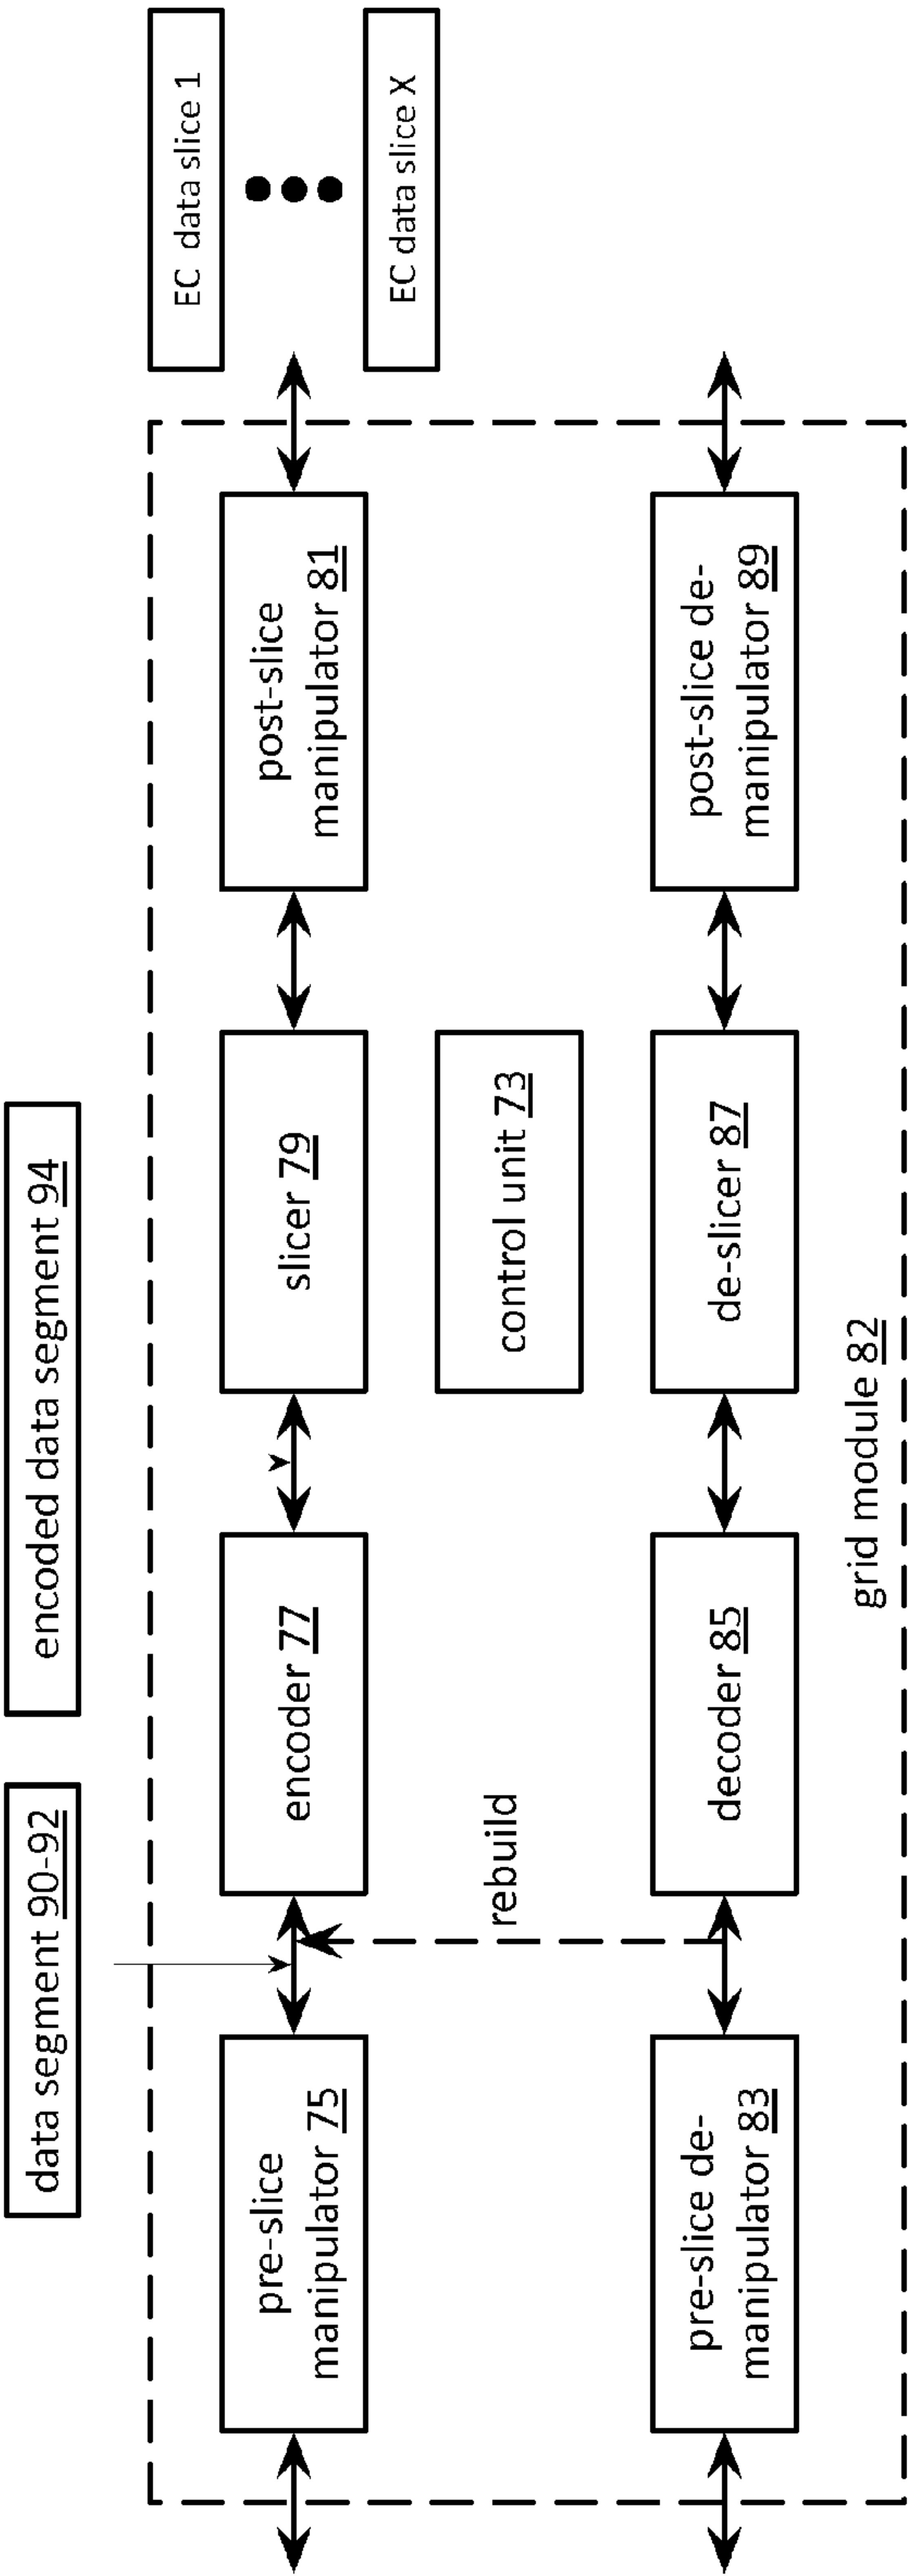 data segment 90-92
encoded data segment 94
pre-slice
manipulator 75
encoder 77
slicer 79
post-slice
manipulator 81
EC data slice 1
EC data slice X
rebuild
control unit 73
pre-slice de-
manipulator 83
decoder 85
de-slicer 87
post-slice de-
manipulator 89
grid module 82